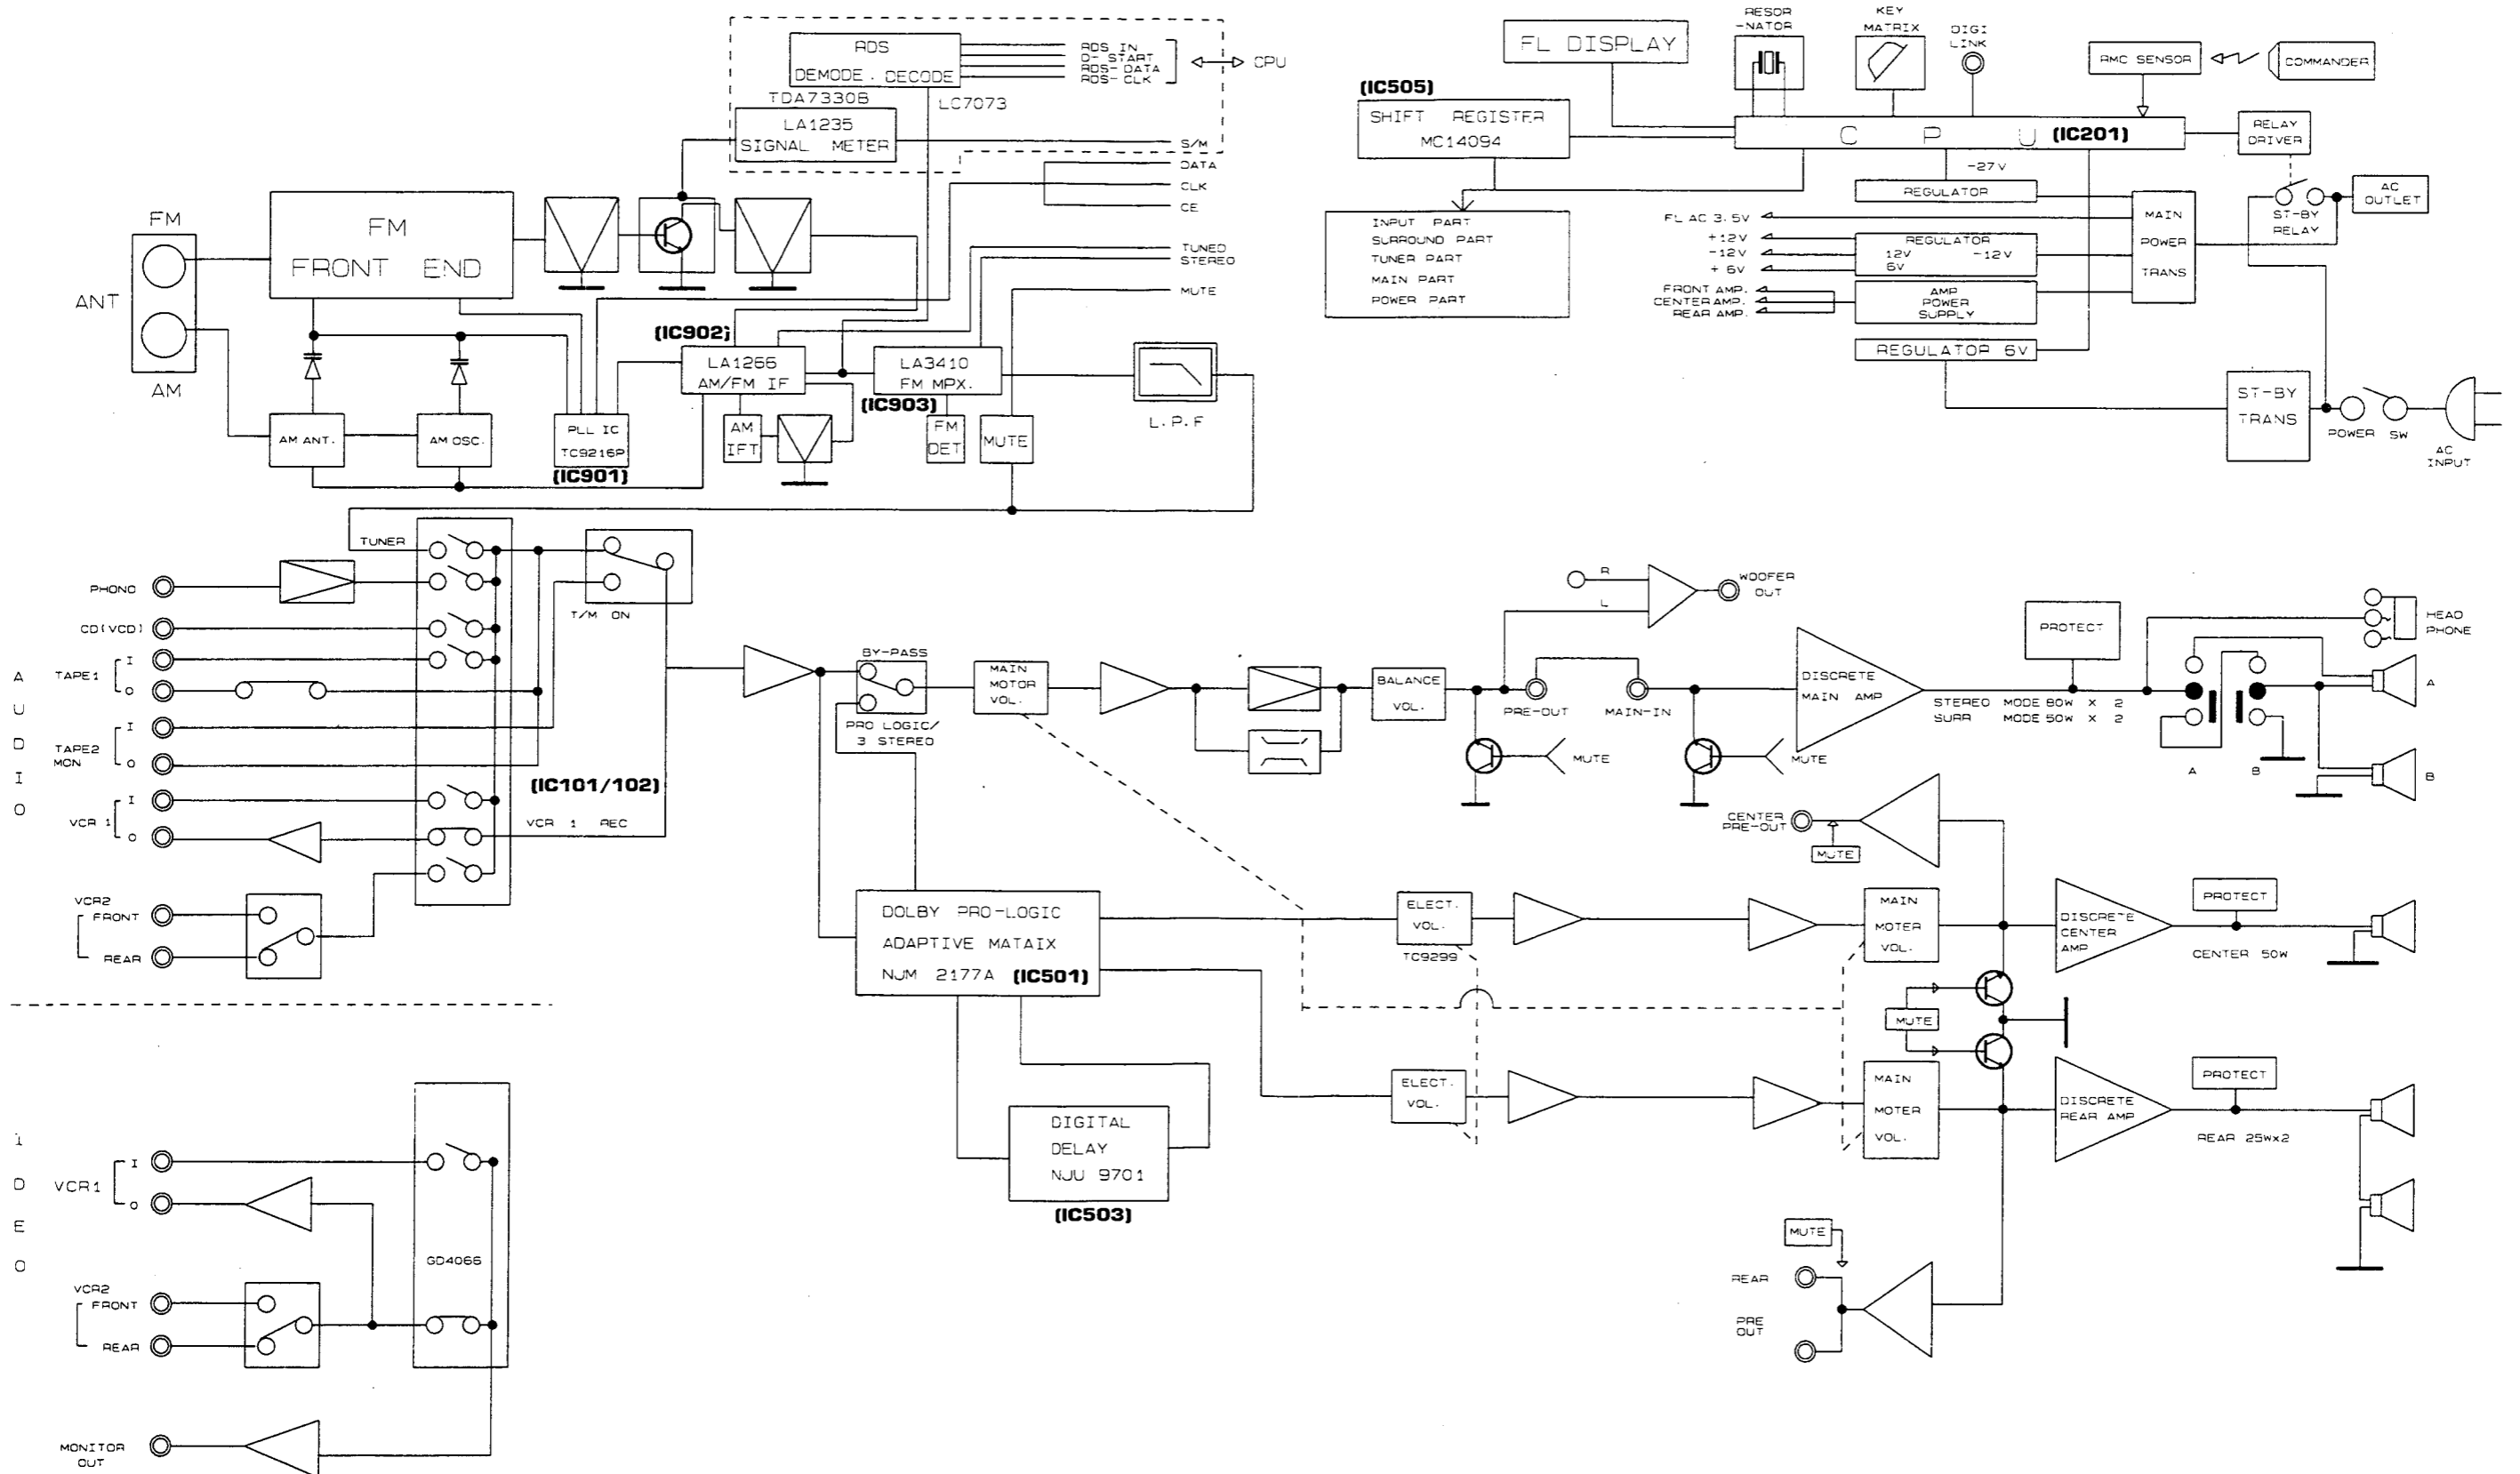 RDS
DEMODE. DECODE
RDS IN
D-START
RDS-DATA
RDS-CLK
CPU
TDA7330B
LC7073
LA1235
SIGNAL METER
S/M
DATA
CLK
CE
TUNED
STEREO
MUTE
FM
ANT
AM
FM
FRONT END
(IC902)
LA1266
AM/FM IF
LA3410
FM MPX.
(IC903)
L.P.F
AM ANT.
AM OSC.
PLL IC
TC9216P
(IC901)
AM
IFT
FM
DET
MUTE
FL DISPLAY
RESOR
-NATOR
KEY
MATRIX
DIGI
LINK
RMC SENSOR
COMMANDER
(IC505)
SHIFT REGISTER
MC14094
C P U (IC201)
RELAY
DRIVER
-27V
REGULATOR
INPUT PART
SURROUND PART
TUNER PART
MAIN PART
POWER PART
FL AC 3.5V
+12V
-12V
+ 6V
REGULATOR
12V -12V
6V
FRONT AMP.
CENTER AMP.
REAR AMP.
AMP
POWER
SUPPLY
REGULATOR 6V
MAIN
POWER
TRANS
AC
OUTLET
ST-BY
RELAY
ST-BY
TRANS
POWER SW
AC
INPUT
AUDIO
TUNER
PHONO
CD(VCD)
TAPE1
I
O
TAPE2
MON
I
O
VCR 1
I
O
VCR2
FRONT
REAR
T/M ON
(IC101/102)
VCR 1 REC
BY-PASS
PRO LOGIC/
3 STEREO
MAIN
MOTOR
VOL.
BALANCE
VOL.
R
L
WOOFER
OUT
PRE-OUT
MAIN-IN
MUTE
MUTE
DISCRETE
MAIN AMP
PROTECT
STEREO MODE 80W X 2
SURR MODE 50W X 2
HEAD
PHONE
A
B
A
B
CENTER
PRE-OUT
MUTE
DOLBY PRO-LOGIC
ADAPTIVE MATAIX
NJM 2177A (IC501)
ELECT.
VOL.
TC9299
MAIN
MOTER
VOL.
DISCRETE
CENTER
AMP
PROTECT
CENTER 50W
MUTE
DIGITAL
DELAY
NJU 9701
(IC503)
ELECT.
VOL.
MAIN
MOTER
VOL.
DISCRETE
REAR AMP
PROTECT
REAR 25Wx2
MUTE
REAR
PRE
OUT
IDEO
VCR1
I
O
GD4066
VCR2
FRONT
REAR
MONITOR
OUT